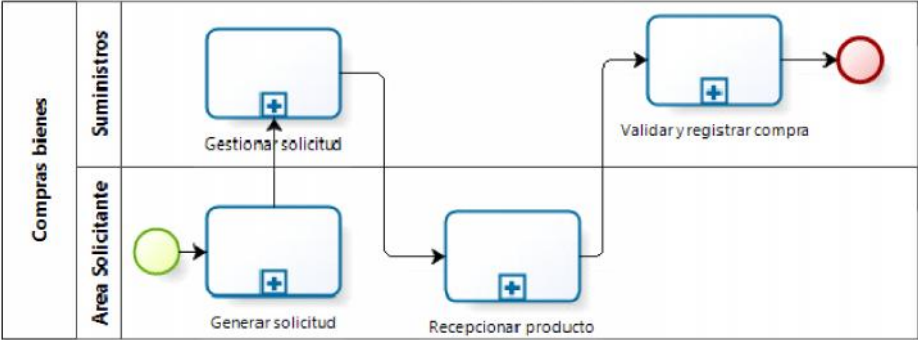 Compras bienes
Suministros
Gestionar solicitud
Validar y registrar compra
Area Solicitante
Generar solicitud
Recepcionar producto